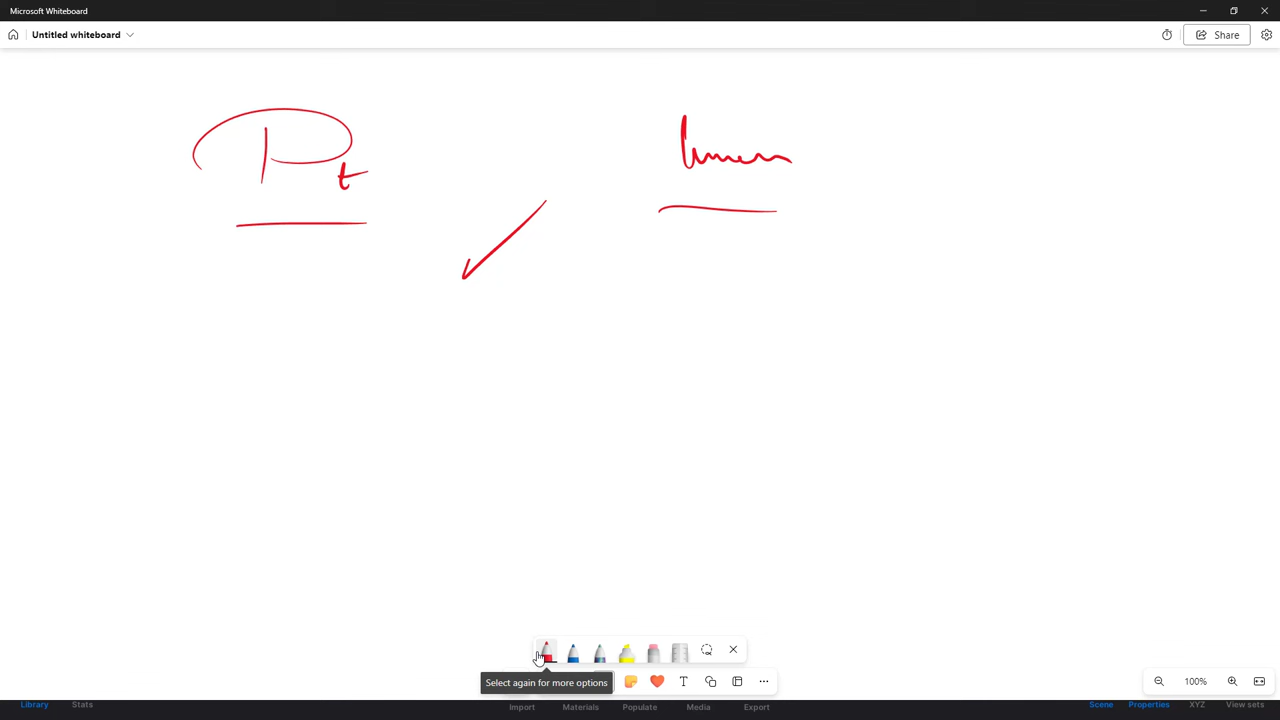 Microsoft Whiteboard
Untitled whiteboard
Share
Pt
Select again for more options
T
100%
Library Stats Import Materials Populate Media Export Scene Properties XYZ View sets